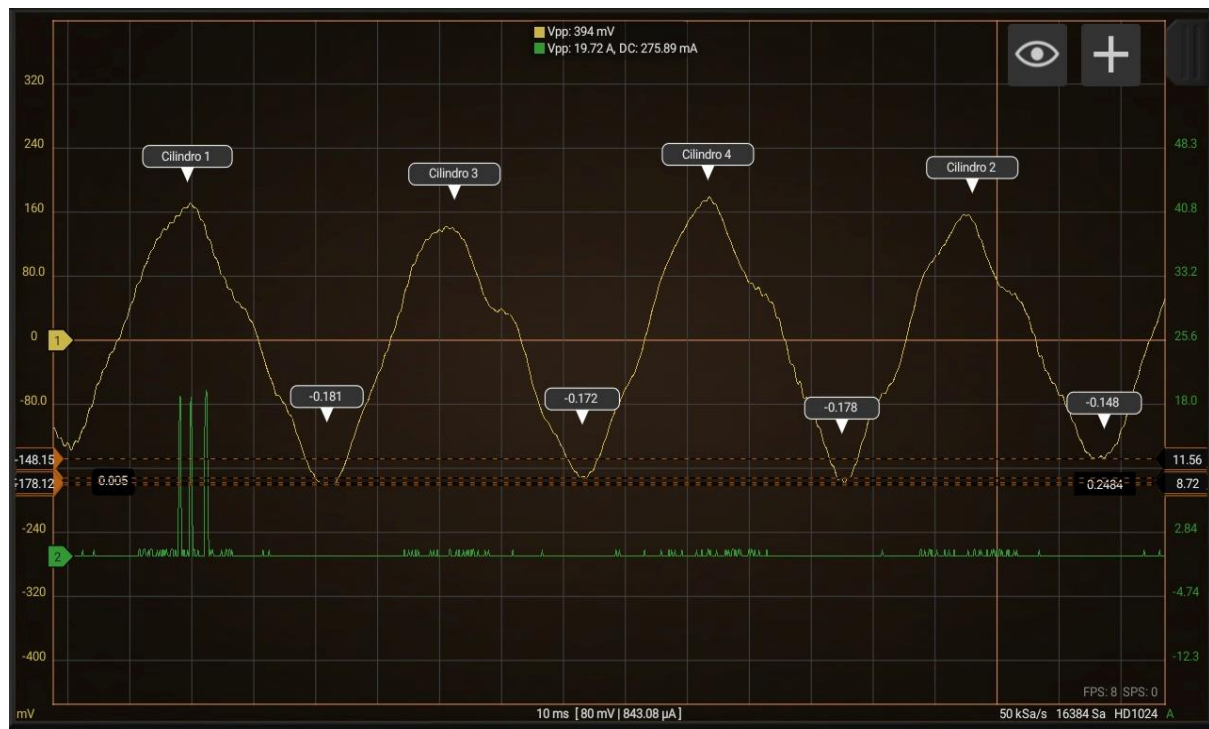 Vpp: 394 mV
Vpp: 19.72 A, DC: 275.89 mA
320
240
48.3
Cilindro 1
Cilindro 3
Cilindro 4
Cilindro 2
160
40.8
80.0
33.2
0
1
25.6
-80.0
18.0
-0.181
-0.172
-0.178
-0.148
-148.15
11.56
-178.12
0.005
0.2484
8.72
-240
2.84
2
-320
-4.74
-400
-12.3
FPS: 8 SPS: 0
mV
10 ms [ 80 mV | 843.08 µA ]
50 kSa/s 16384 Sa HD1024 A